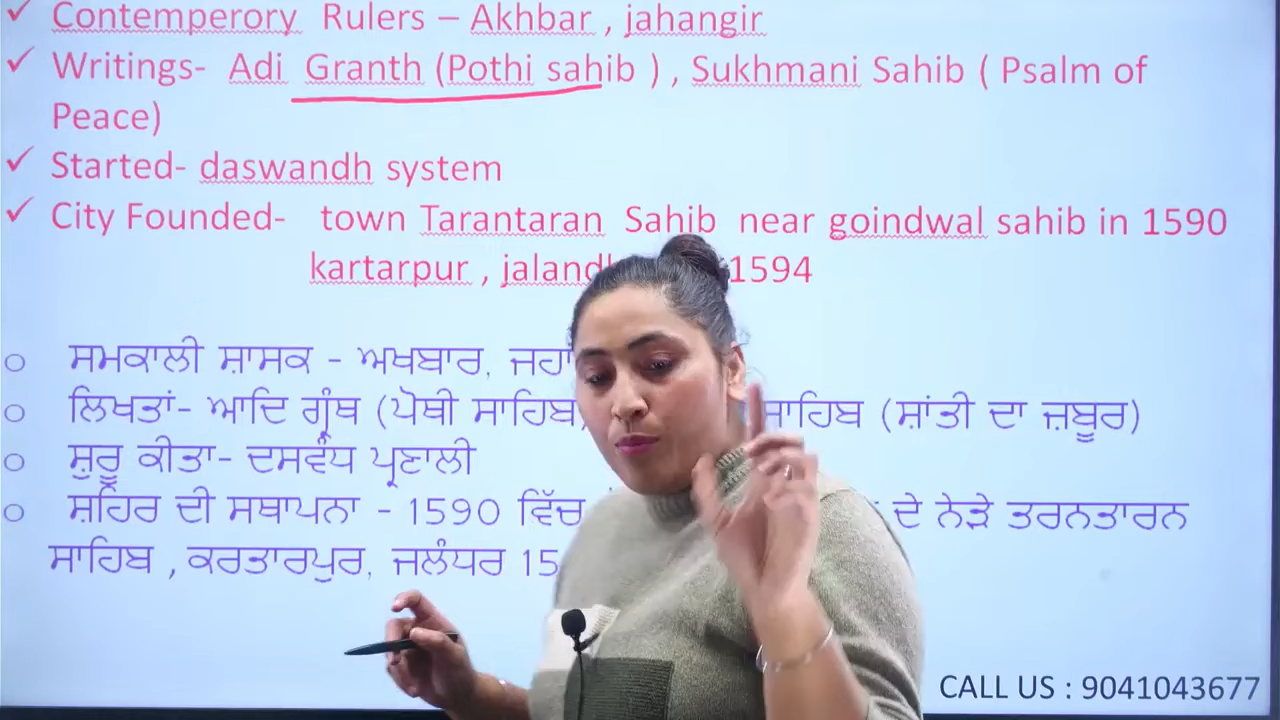 ✓ Contemperory Rulers – Akhbar , jahangir
✓ Writings- Adi Granth (Pothi sahib ) , Sukhmani Sahib ( Psalm of
Peace)
✓ Started- daswandh system
✓ City Founded- town Tarantaran Sahib near goindwal sahib in 1590
kartarpur , 1594
○ ਸਮਕਾਲੀ ਸ਼ਾਸਕ - ਅਖਬਾਰ,
○ ਲਿਖਤਾਂ- ਆਦਿ ਗ੍ਰੰਥ (ਪੋਥੀ ਸਾਹਿਬ) ਸਾਹਿਬ (ਸ਼ਾਂਤੀ ਦਾ ਜ਼ਬੂਰ)
○ ਸ਼ੁਰੂ ਕੀਤਾ- ਦਸਵੰਧ ਪ੍ਰਣਾਲੀ
○ ਸ਼ਹਿਰ ਦੀ ਸਥਾਪਨਾ - 1590 ਵਿੱਚ ਦੇ ਨੇੜੇ ਤਰਨਤਾਰਨ
ਸਾਹਿਬ , ਕਰਤਾਰਪੁਰ, ਜਲੰਧਰ
CALL US : 9041043677